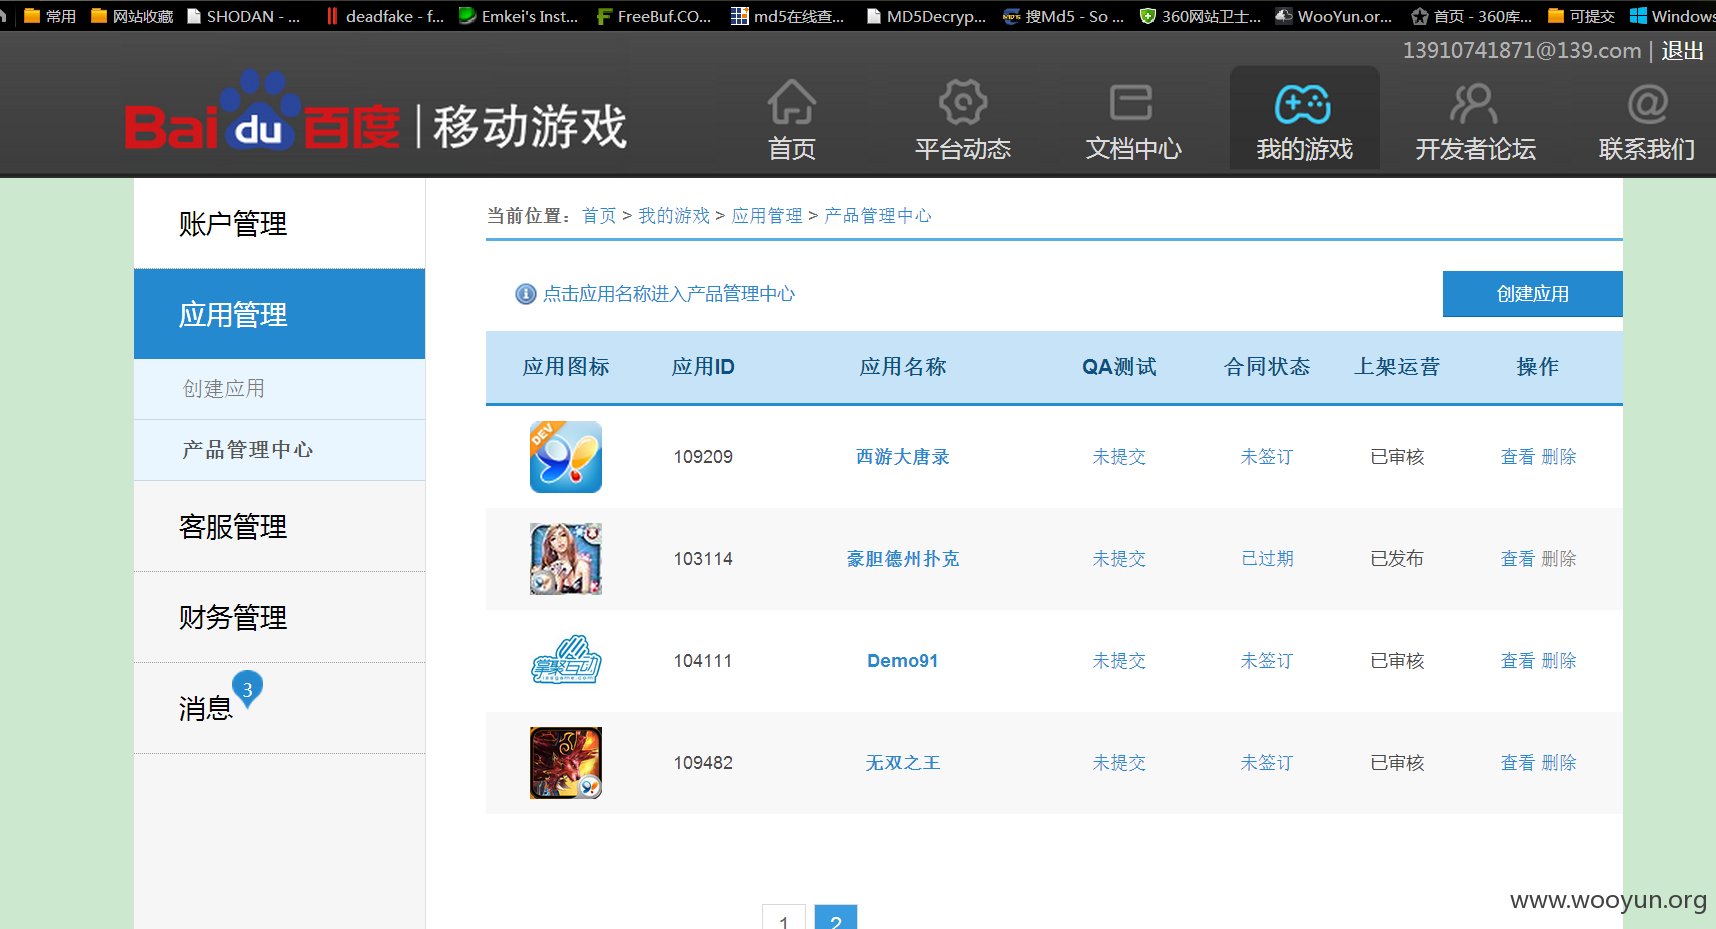 常用 网站收藏 SHODAN - ... deadfake - f... Emkei's Inst... FreeBuf.CO... md5在线查... MD5Decryp... 搜Md5 - So ... 360网站卫士... WooYun.or... 首页 - 360库... 可提交 Windows
13910741871@139.com | 退出
Bai du 百度 | 移动游戏
首页 平台动态 文档中心 我的游戏 开发者论坛 联系我们
账户管理
应用管理
创建应用
产品管理中心
客服管理
财务管理
消息 3
当前位置： 首页 > 我的游戏 > 应用管理 > 产品管理中心
点击应用名称进入产品管理中心 创建应用
应用图标 应用ID 应用名称 QA测试 合同状态 上架运营 操作
DEV 109209 西游大唐录 未提交 未签订 已审核 查看 删除
103114 豪胆德州扑克 未提交 已过期 已发布 查看 删除
掌聚互动 104111 Demo91 未提交 未签订 已审核 查看 删除
109482 无双之王 未提交 未签订 已审核 查看 删除
1 2
www.wooyun.org